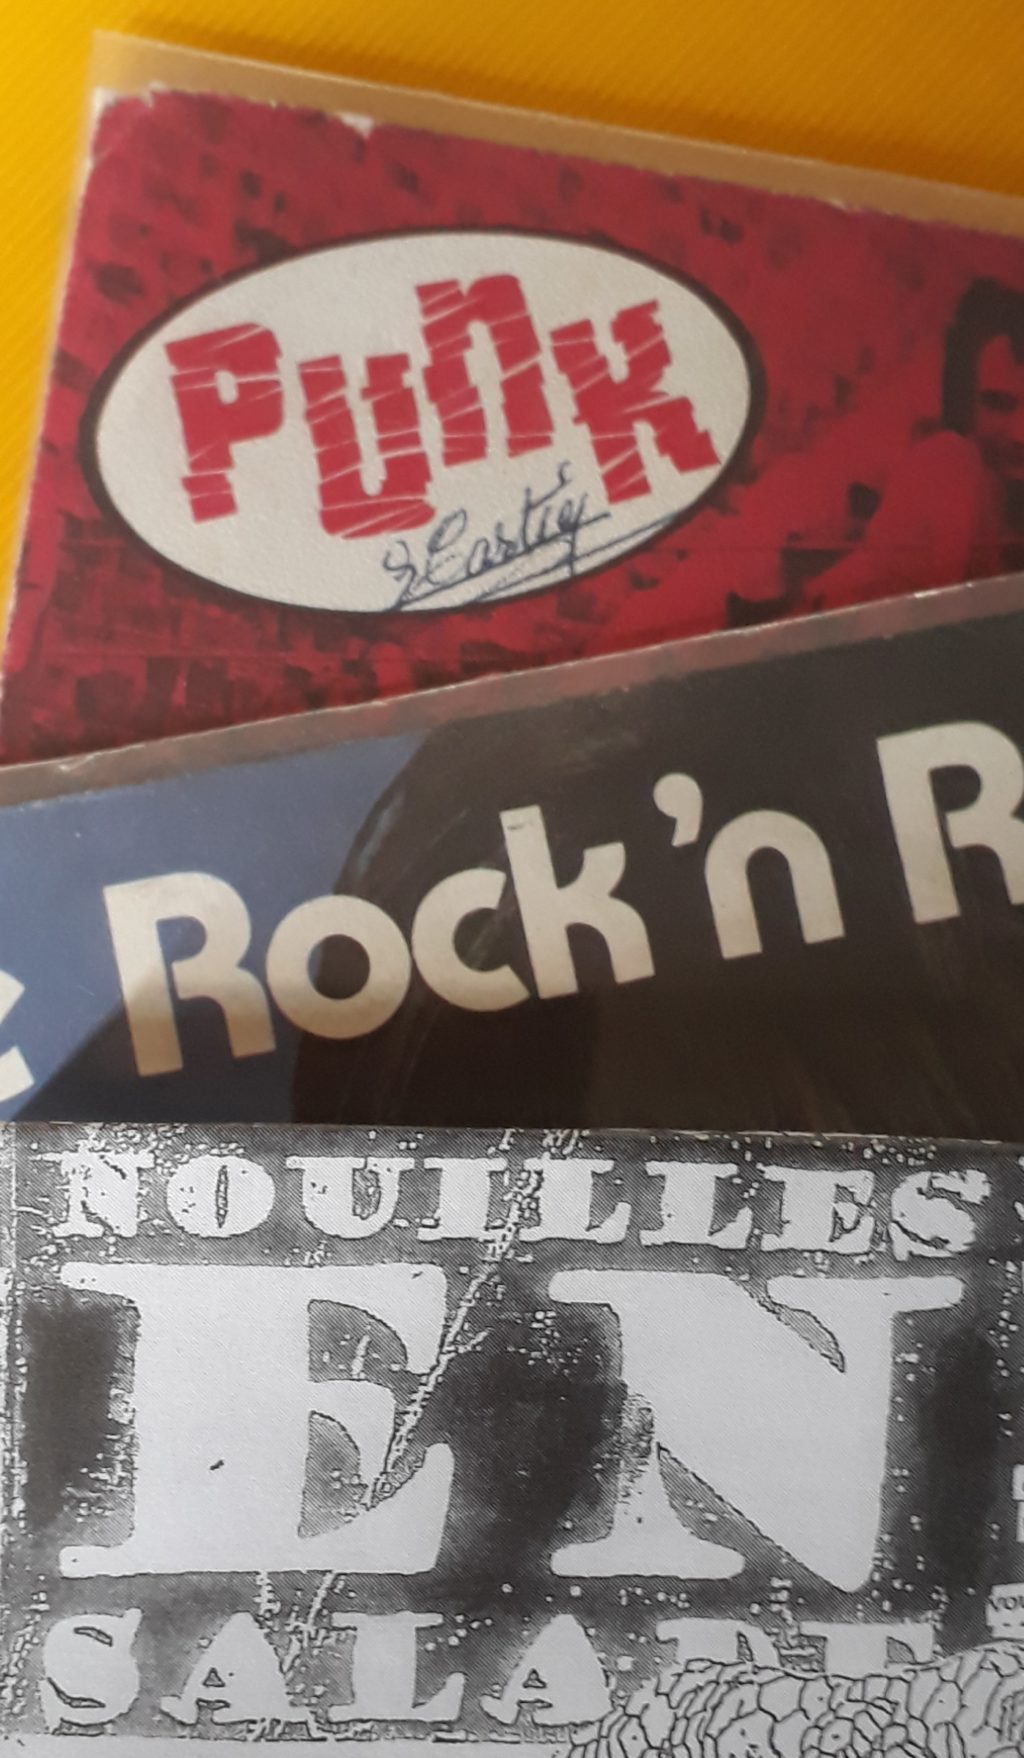 Punk
Rock'n R
NOUILLES
EN
SALADE